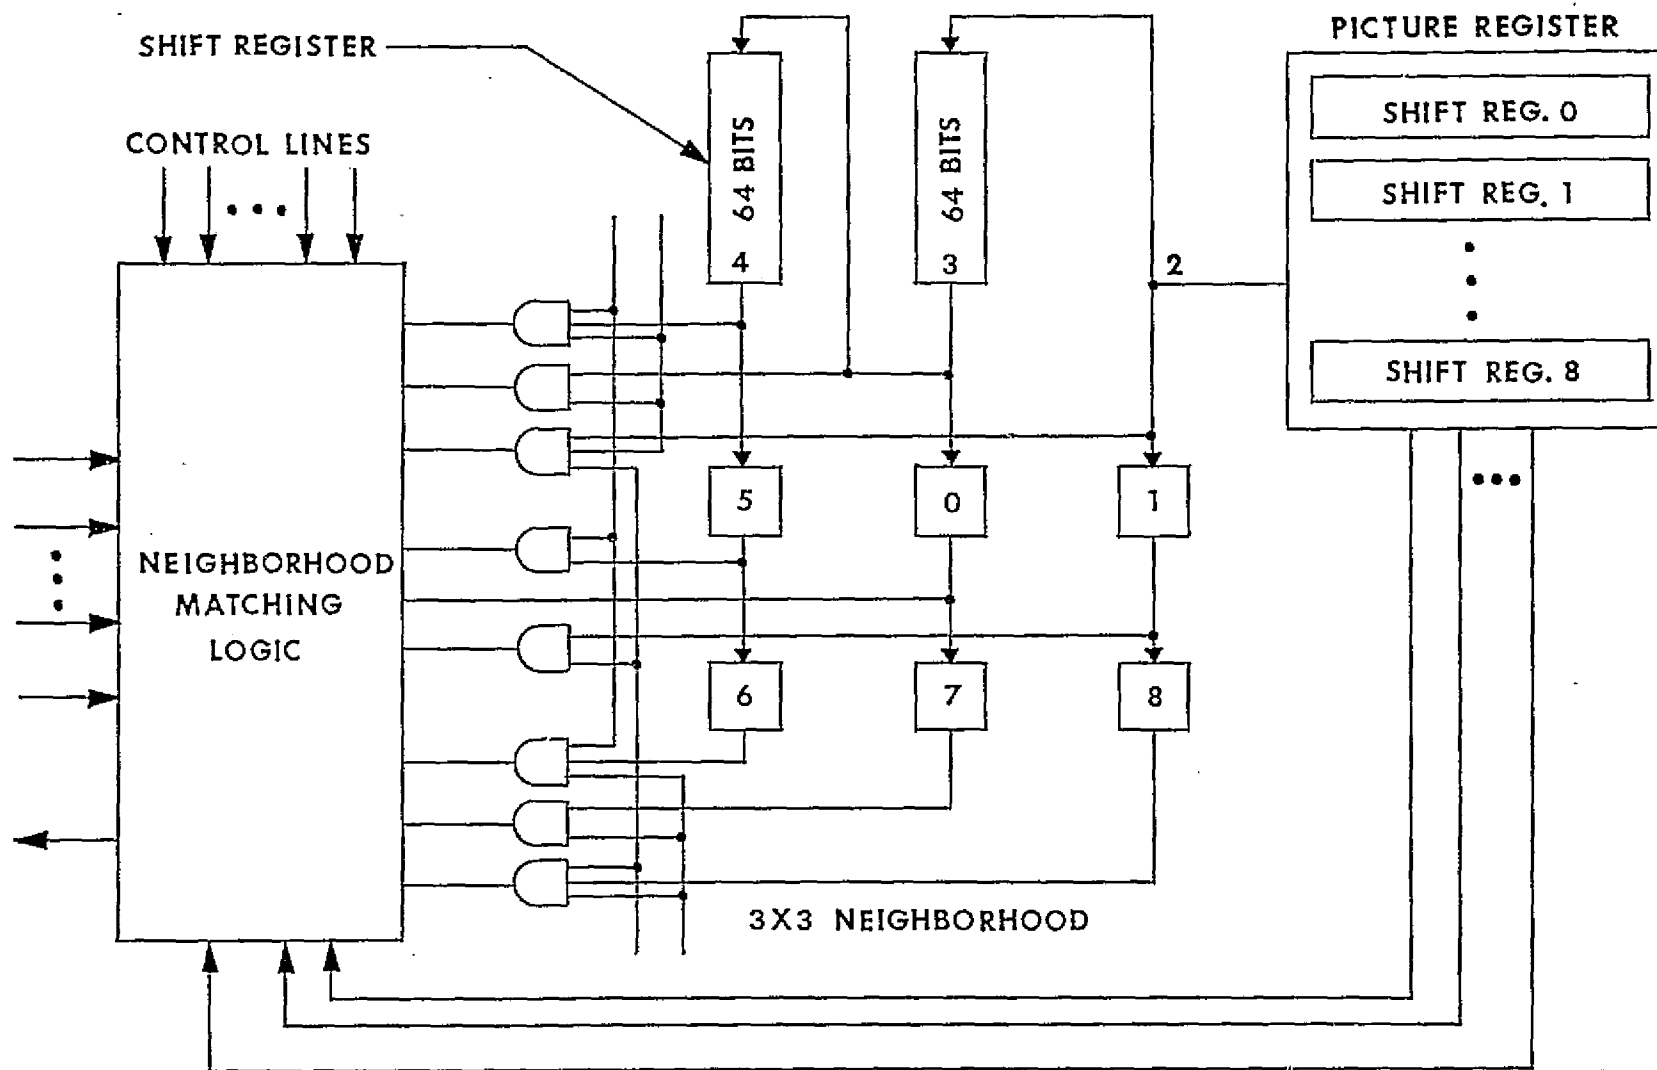 PICTURE REGISTER
SHIFT REGISTER
SHIFT REG. 0
64 BITS
64 BITS
CONTROL LINES
SHIFT REG. 1
4
3
2
SHIFT REG. 8
5
0
1
NEIGHBORHOOD
MATCHING
LOGIC
6
7
8
3X3 NEIGHBORHOOD